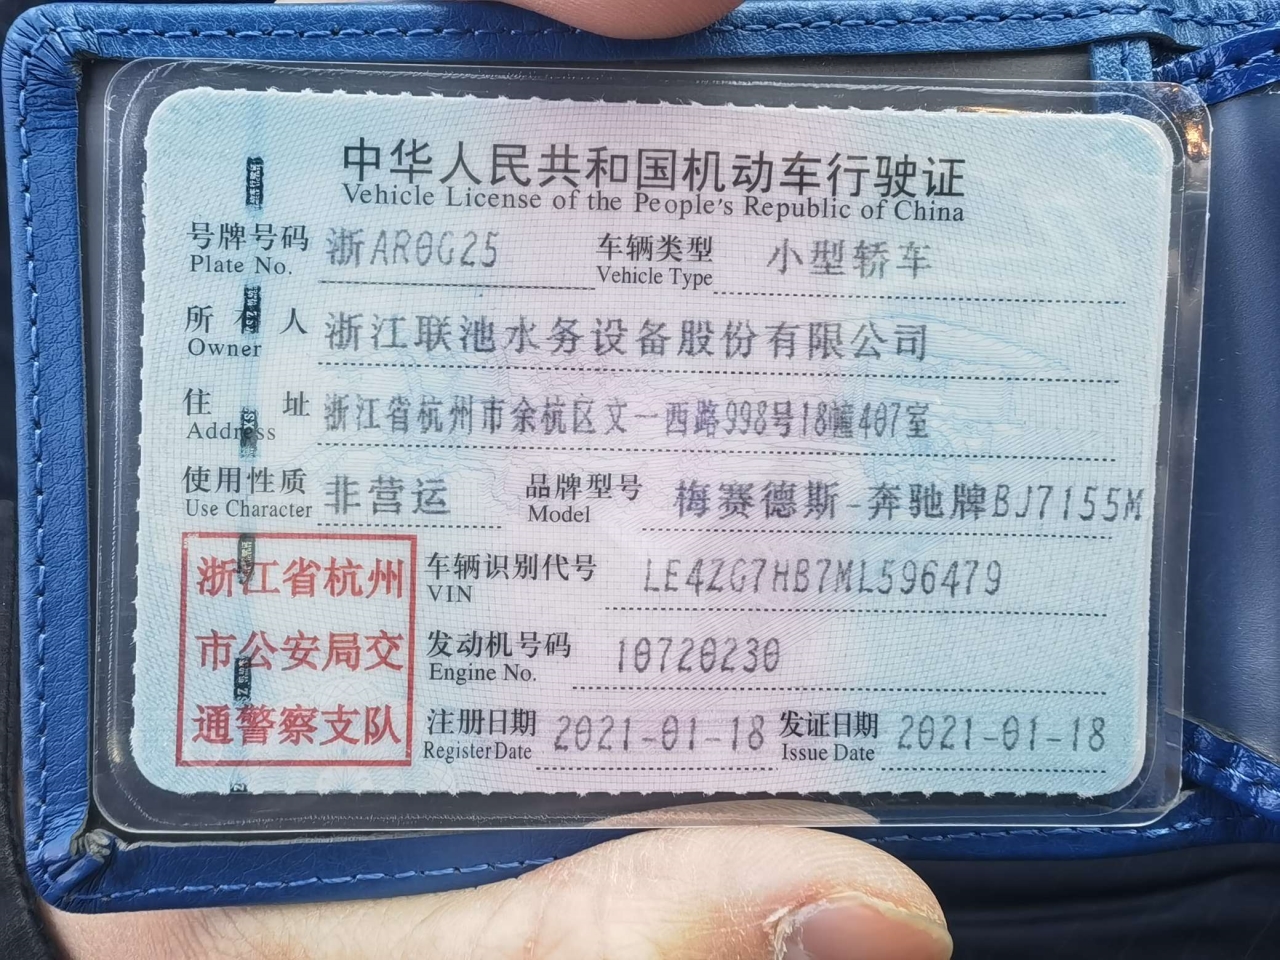 中华人民共和国机动车行驶证
Vehicle License of the People's Republic of China
号牌号码 浙AR0G25 车辆类型 小型轿车
Plate No. Vehicle Type
所有人 浙江联池水务设备股份有限公司
Owner
住址 浙江省杭州市余杭区文一西路998号18幢407室
Address
使用性质 非营运 品牌型号 梅赛德斯-奔驰牌BJ7155M
Use Character Model
浙江省杭州
市公安局交
通警察支队
车辆识别代号 LE4ZG7HB7ML596479
VIN
发动机号码 10720230
Engine No.
注册日期 2021-01-18 发证日期 2021-01-18
Register Date Issue Date